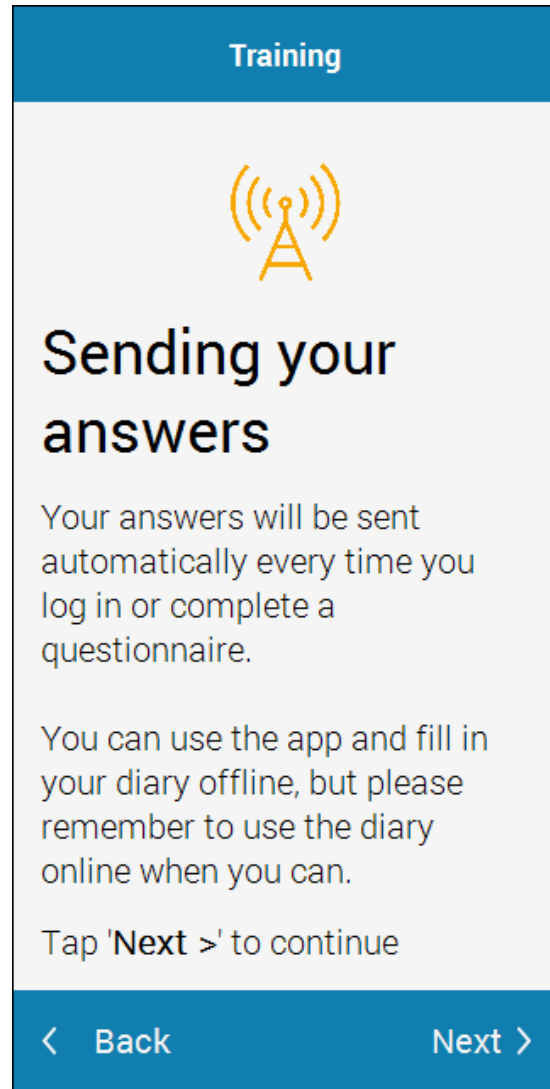 Training
Sending your
answers
Your answers will be sent
automatically every time you
log in or complete a
questionnaire.
You can use the app and fill in
your diary offline, but please
remember to use the diary
online when you can.
Tap 'Next >' to continue
< Back
Next >